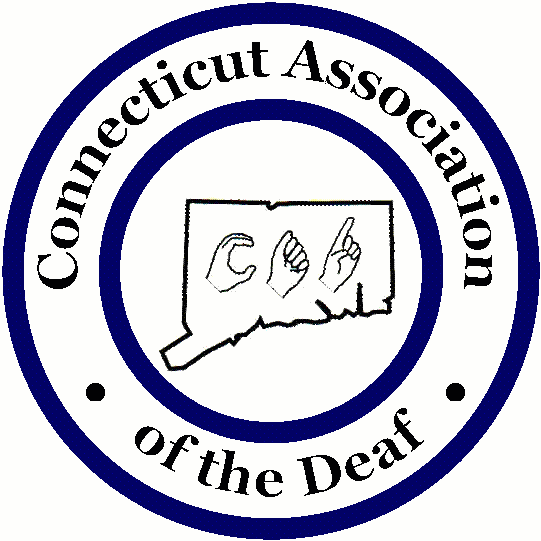 Connecticut Association
of the Deaf